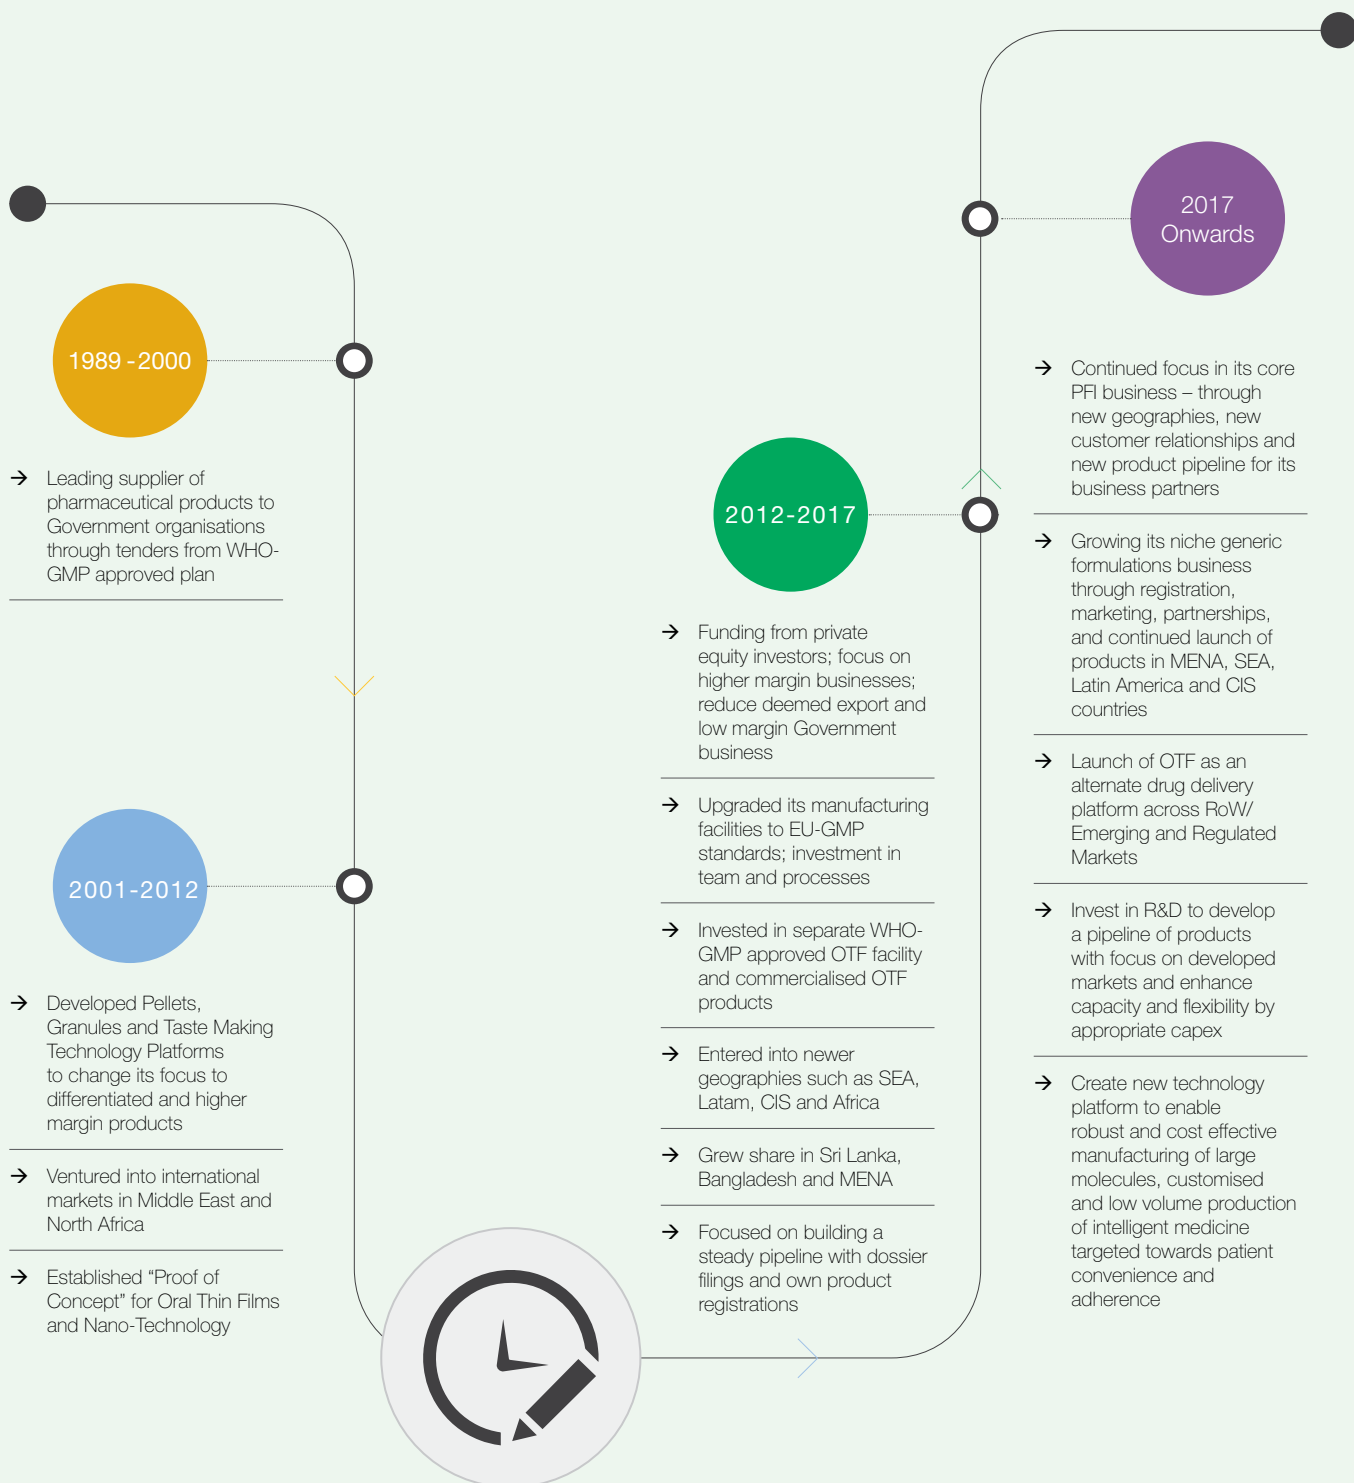 1989 - 2000
→ Leading supplier of
pharmaceutical products to
Government organisations
through tenders from WHO-
GMP approved plan
2001-2012
→ Developed Pellets,
Granules and Taste Making
Technology Platforms
to change its focus to
differentiated and higher
margin products
→ Ventured into international
markets in Middle East and
North Africa
→ Established “Proof of
Concept” for Oral Thin Films
and Nano-Technology
2012-2017
→ Funding from private
equity investors; focus on
higher margin businesses;
reduce deemed export and
low margin Government
business
→ Upgraded its manufacturing
facilities to EU-GMP
standards; investment in
team and processes
→ Invested in separate WHO-
GMP approved OTF facility
and commercialised OTF
products
→ Entered into newer
geographies such as SEA,
Latam, CIS and Africa
→ Grew share in Sri Lanka,
Bangladesh and MENA
→ Focused on building a
steady pipeline with dossier
filings and own product
registrations
2017
Onwards
→ Continued focus in its core
PFI business – through
new geographies, new
customer relationships and
new product pipeline for its
business partners
→ Growing its niche generic
formulations business
through registration,
marketing, partnerships,
and continued launch of
products in MENA, SEA,
Latin America and CIS
countries
→ Launch of OTF as an
alternate drug delivery
platform across RoW/
Emerging and Regulated
Markets
→ Invest in R&D to develop
a pipeline of products
with focus on developed
markets and enhance
capacity and flexibility by
appropriate capex
→ Create new technology
platform to enable
robust and cost effective
manufacturing of large
molecules, customised
and low volume production
of intelligent medicine
targeted towards patient
convenience and
adherence